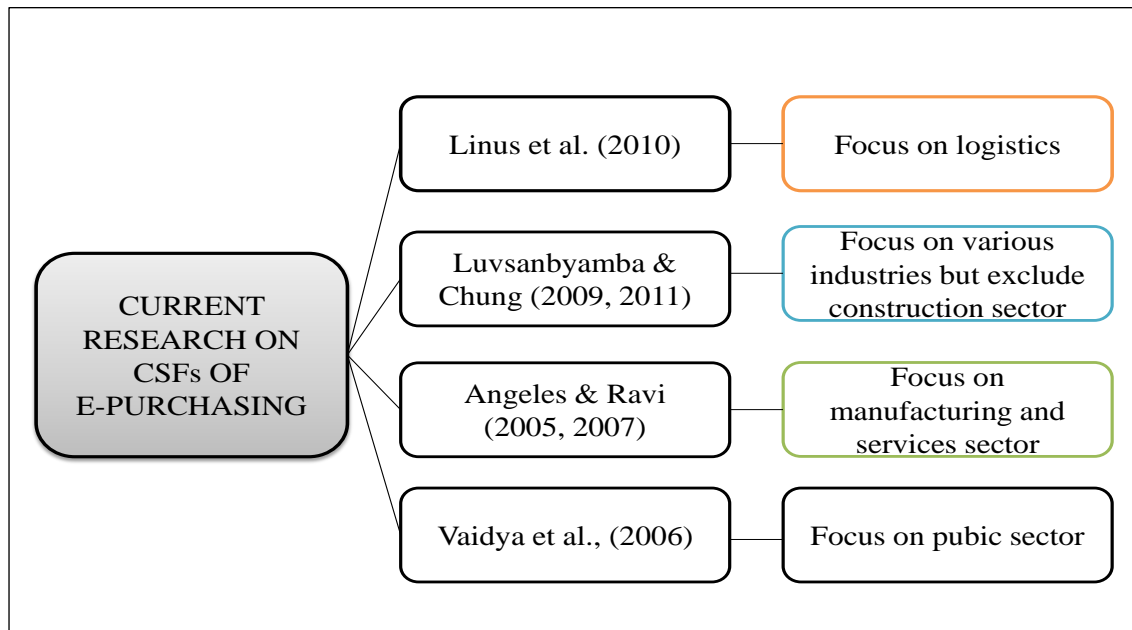 CURRENT
RESEARCH ON
CSFs OF
E-PURCHASING
Linus et al. (2010)
Focus on logistics
Luvsanbyamba &
Chung (2009, 2011)
Focus on various
industries but exclude
construction sector
Angeles & Ravi
(2005, 2007)
Focus on
manufacturing and
services sector
Vaidya et al., (2006)
Focus on pubic sector